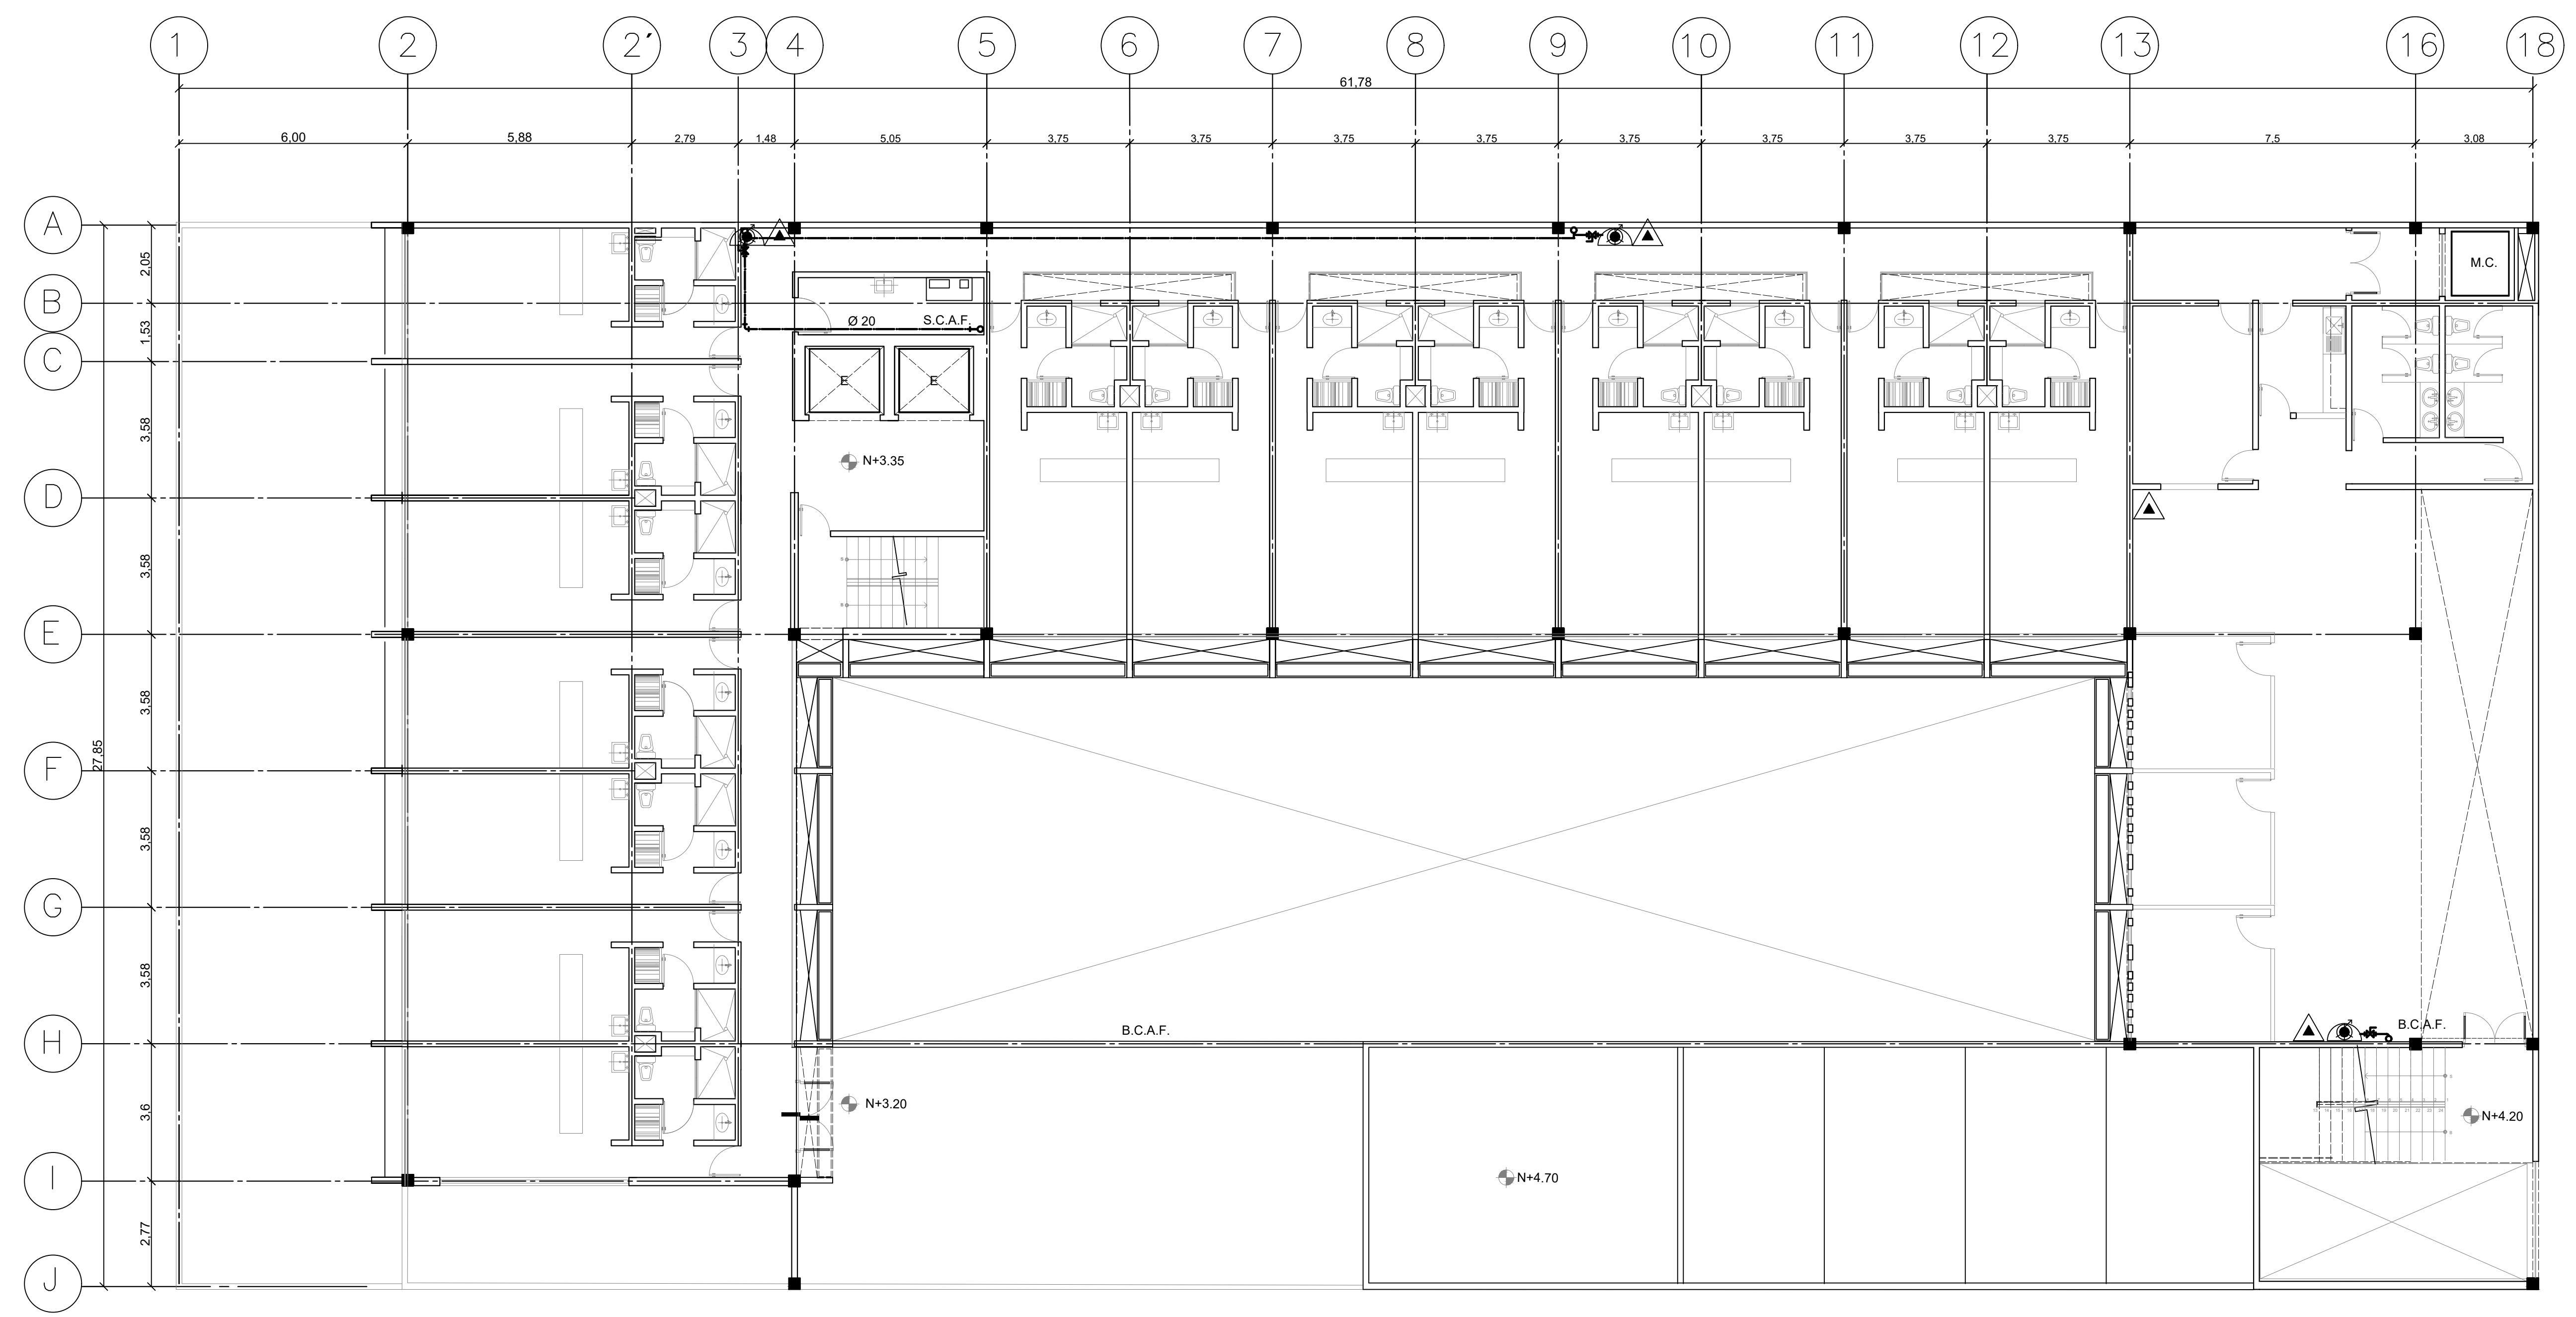 1 2 2´ 3 4 5 6 7 8 9 10 11 12 13 16 18
61,78
6,00 5,88 2,79 1,48 5,05 3,75 3,75 3,75 3,75 3,75 3,75 3,75 3,75 7,5 3,08
A
2.05
M.C.
B
Ø 20 S.C.A.F.
1.53
C
E E
3,58
N+3.35
D
3,58
E
3,58
27,85
F
3,58
G
3,58
B.C.A.F. B.C.A.F.
H
3,6
N+3.20
N+4.20
N+4.70
I
2,77
J